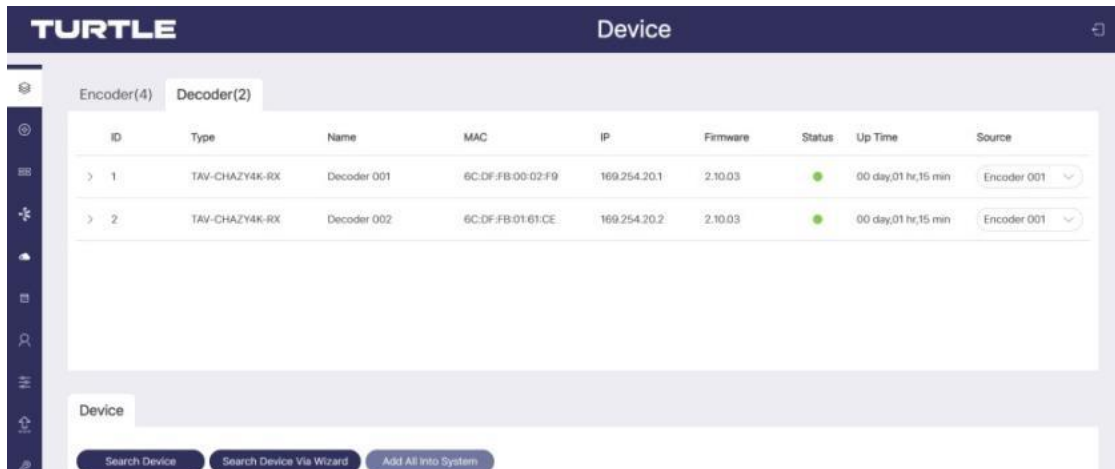 TURTLE Device
Encoder(4) Decoder(2)
ID Type Name MAC IP Firmware Status Up Time Source
1 TAV-CHAZY4K-RX Decoder 001 6C:DF:FB:00:02:F9 169.254.20.1 2.10.03 00 day,01 hr,15 min Encoder 001
2 TAV-CHAZY4K-RX Decoder 002 6C:DF:FB:01:61:CE 169.254.20.2 2.10.03 00 day,01 hr,15 min Encoder 001
Device
Search Device Search Device Via Wizard Add All Into System